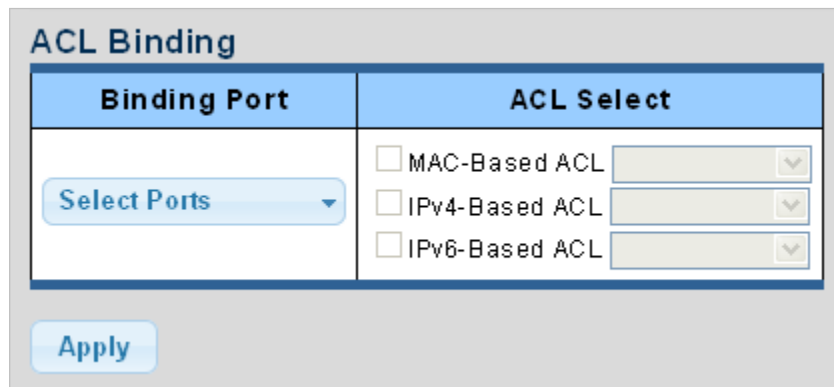 ACL Binding
Binding Port ACL Select
Select Ports
MAC-Based ACL
IPv4-Based ACL
IPv6-Based ACL
Apply